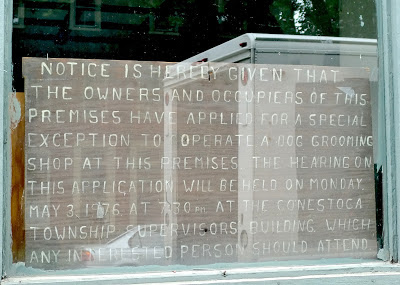 NOTICE IS HEREBY GIVEN THAT
THE OWNERS AND OCCUPIERS OF THIS
PREMISES HAVE APPLIED FOR A SPECIAL
EXCEPTION TO OPERATE A DOG GROOMING
SHOP AT THIS PREMISES. THE HEARING ON
THIS APPLICATION WILL BE HELD ON MONDAY,
MAY 3, 1976, AT 7:30 P.M. AT THE CONESTOGA
TOWNSHIP SUPERVISORS BUILDING, WHICH
ANY INTERESTED PERSON SHOULD ATTEND.